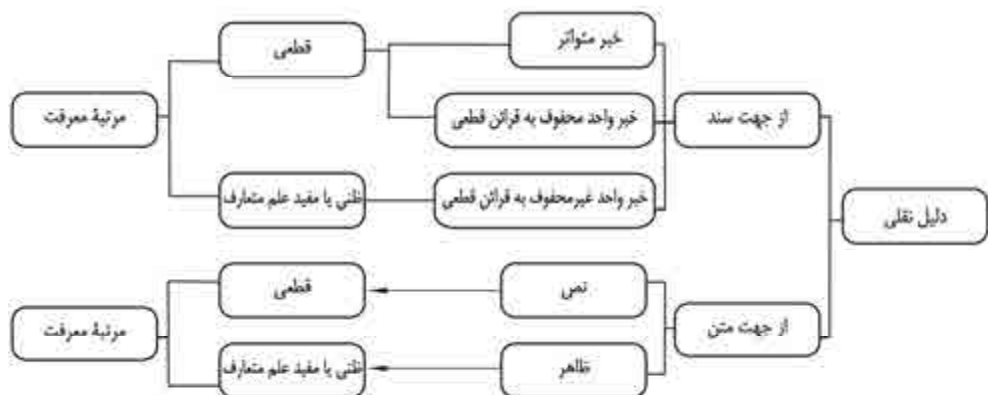 دلیل نقلی
از جهت سند
خبر متواتر
قطعی
خبر واحد محفوف به قرائن قطعی
مرتبهٔ معرفت
خبر واحد غیرمحفوف به قرائن قطعی
ظنی یا مفید علم متعارف
از جهت متن
نص
قطعی
مرتبهٔ معرفت
ظاهر
ظنی یا مفید علم متعارف